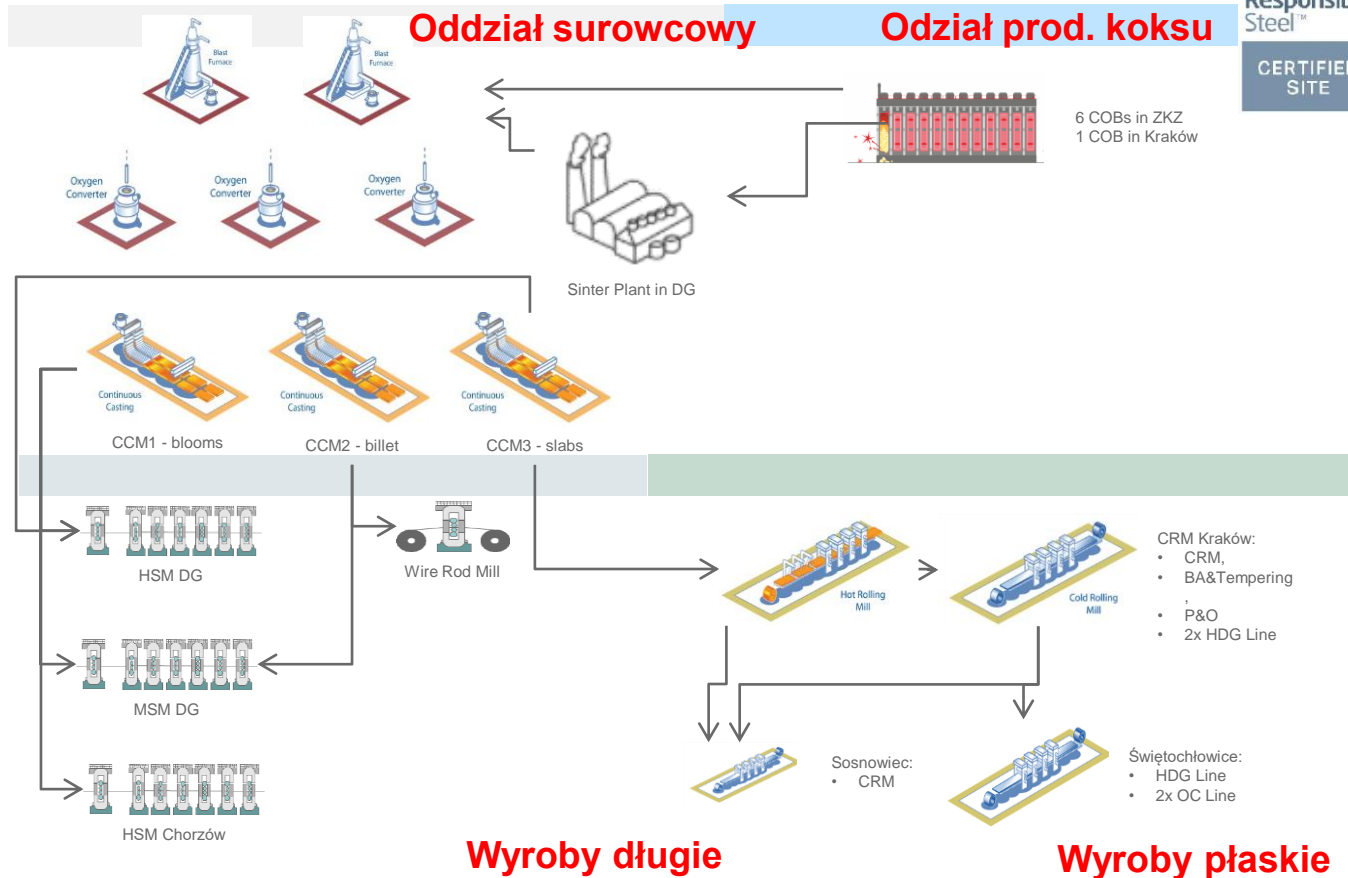 Oddział surowcowy
Odział prod. koksu
Steel™
CERTIFIED
SITE
Blast
Furnace
Blast
Furnace
6 COBs in ZKZ
1 COB in Kraków
Oxygen
Converter
Oxygen
Converter
Oxygen
Converter
Sinter Plant in DG
Continuous
Casting
Continuous
Casting
Continuous
Casting
CCM1 - blooms
CCM2 - billet
CCM3 - slabs
HSM DG
Wire Rod Mill
Hot Rolling
Mill
Cold Rolling
Mill
CRM Kraków:
• CRM,
• BA&Tempering
,
• P&O
• 2x HDG Line
MSM DG
Sosnowiec:
• CRM
Świętochłowice:
• HDG Line
• 2x OC Line
HSM Chorzów
Wyroby długie
Wyroby płaskie